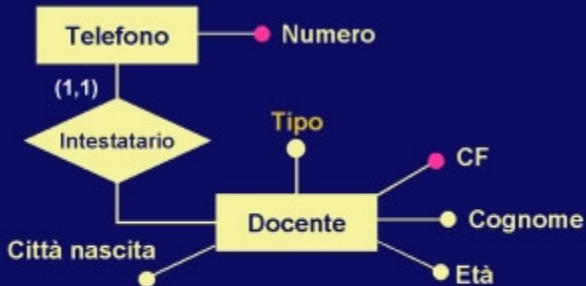 Telefono
Numero
(1,1)
Intestatario
Tipo
CF
Docente
Cognome
Città nascita
Età